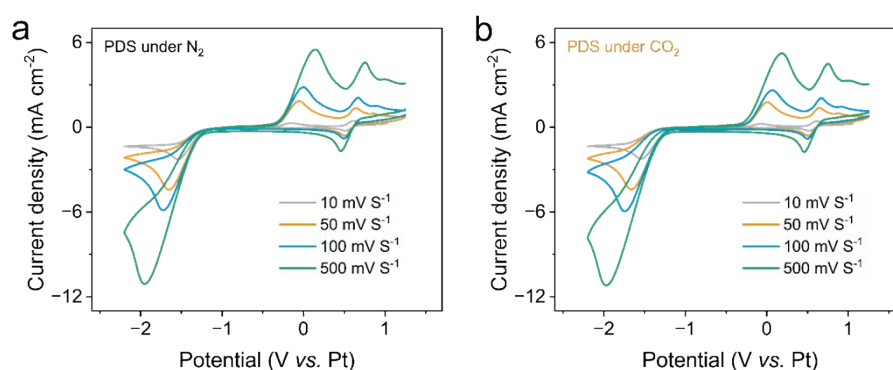 a
PDS under N₂
Current density (mA cm⁻²)
6
0
−6
−12
10 mV S⁻¹
50 mV S⁻¹
100 mV S⁻¹
500 mV S⁻¹
−2 −1 0 1
Potential (V vs. Pt)
b
PDS under CO₂
Current density (mA cm⁻²)
6
0
−6
−12
10 mV S⁻¹
50 mV S⁻¹
100 mV S⁻¹
500 mV S⁻¹
−2 −1 0 1
Potential (V vs. Pt)